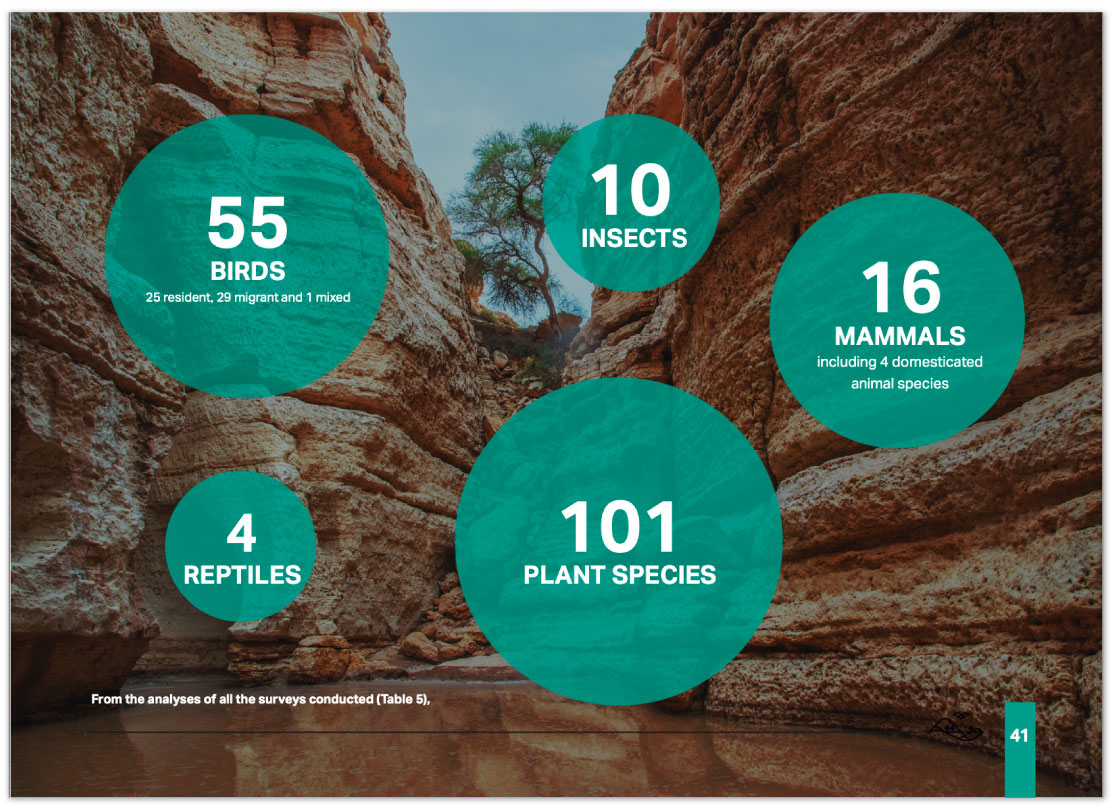 55
BIRDS
25 resident, 29 migrant and 1 mixed
10
INSECTS
16
MAMMALS
including 4 domesticated
animal species
4
REPTILES
101
PLANT SPECIES
From the analyses of all the surveys conducted (Table 5),
41